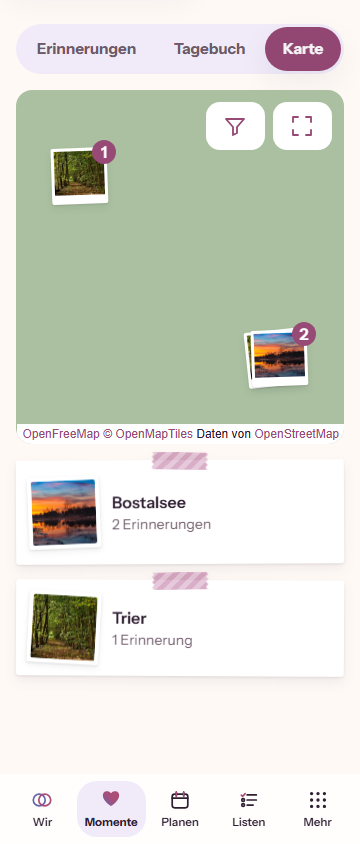 Erinnerungen Tagebuch Karte
1
2
OpenFreeMap © OpenMapTiles Daten von OpenStreetMap
Bostalsee
2 Erinnerungen
Trier
1 Erinnerung
Wir Momente Planen Listen Mehr